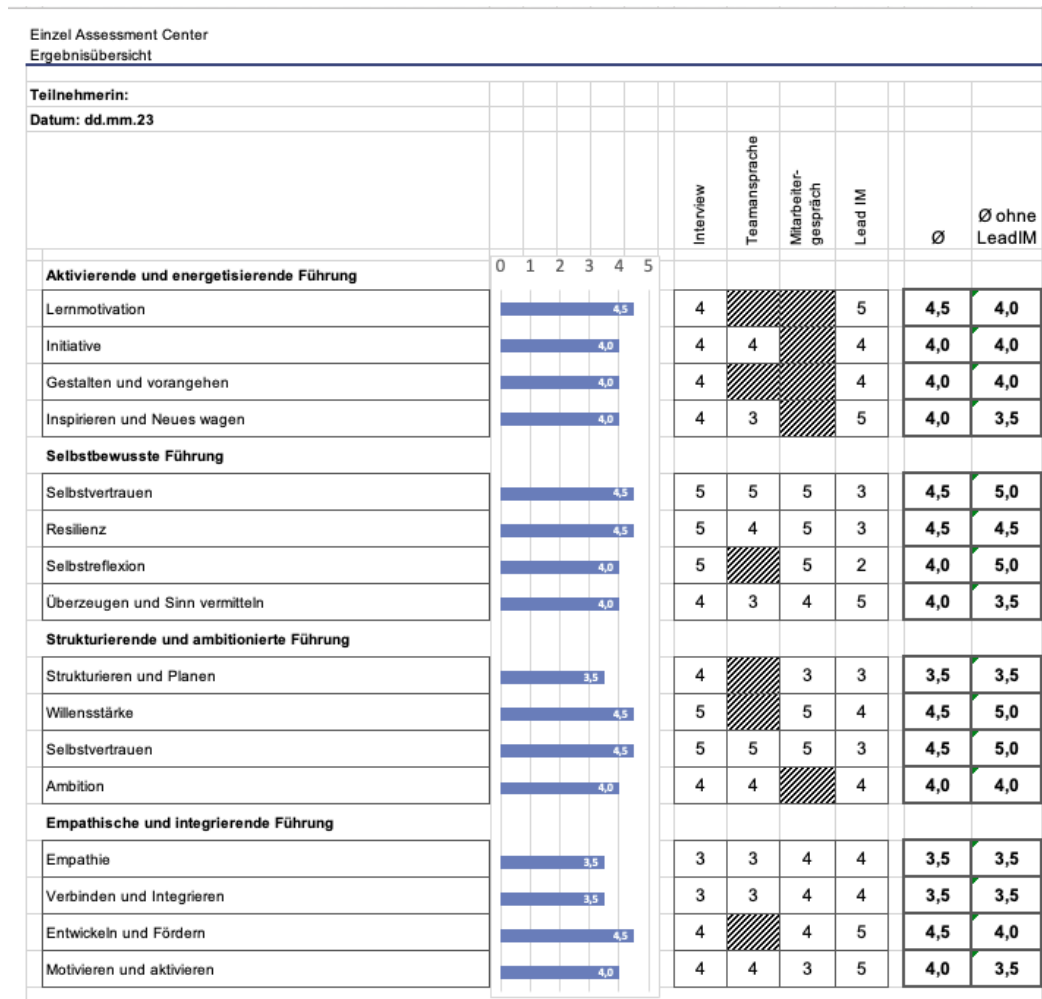 Einzel Assessment Center
Ergebnisübersicht
Teilnehmerin:
Datum: dd.mm.23
Interview
Teamansprache
Mitarbeiter-
gespräch
Lead IM
Ø
Ø ohne
LeadIM
0 1 2 3 4 5
Aktivierende und energetisierende Führung
Lernmotivation 4,5 4 5 4,5 4,0
Initiative 4,0 4 4 4 4,0 4,0
Gestalten und vorangehen 4,0 4 4 4,0 4,0
Inspirieren und Neues wagen 4,0 4 3 5 4,0 3,5
Selbstbewusste Führung
Selbstvertrauen 4,5 5 5 5 3 4,5 5,0
Resilienz 4,5 5 4 5 3 4,5 4,5
Selbstreflexion 4,0 5 5 2 4,0 5,0
Überzeugen und Sinn vermitteln 4,0 4 3 4 5 4,0 3,5
Strukturierende und ambitionierte Führung
Strukturieren und Planen 3,5 4 3 3 3,5 3,5
Willensstärke 4,5 5 5 4 4,5 5,0
Selbstvertrauen 4,5 5 5 5 3 4,5 5,0
Ambition 4,0 4 4 4 4,0 4,0
Empathische und integrierende Führung
Empathie 3,5 3 3 4 4 3,5 3,5
Verbinden und Integrieren 3,5 3 3 4 4 3,5 3,5
Entwickeln und Fördern 4,5 4 4 5 4,5 4,0
Motivieren und aktivieren 4,0 4 4 3 5 4,0 3,5